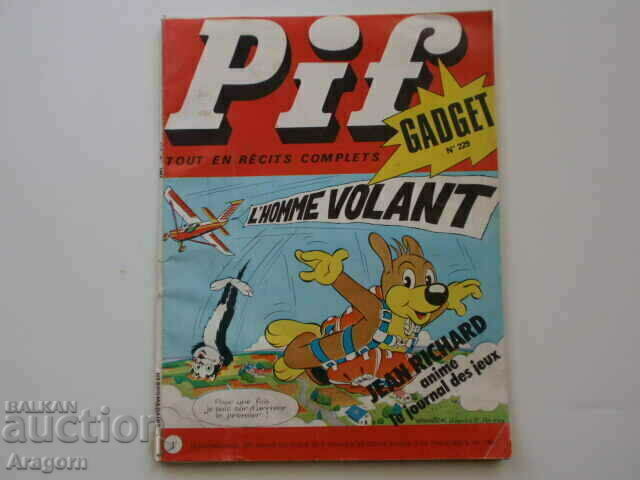 Pif
GADGET
N° 229
TOUT EN RÉCITS COMPLETS
L'HOMME VOLANT
JEAN RICHARD
anime
le journal des jeux
Pour une fois
je suis sûr d'arriver
le premier!
BALKAN
AUCTION
Aragorn